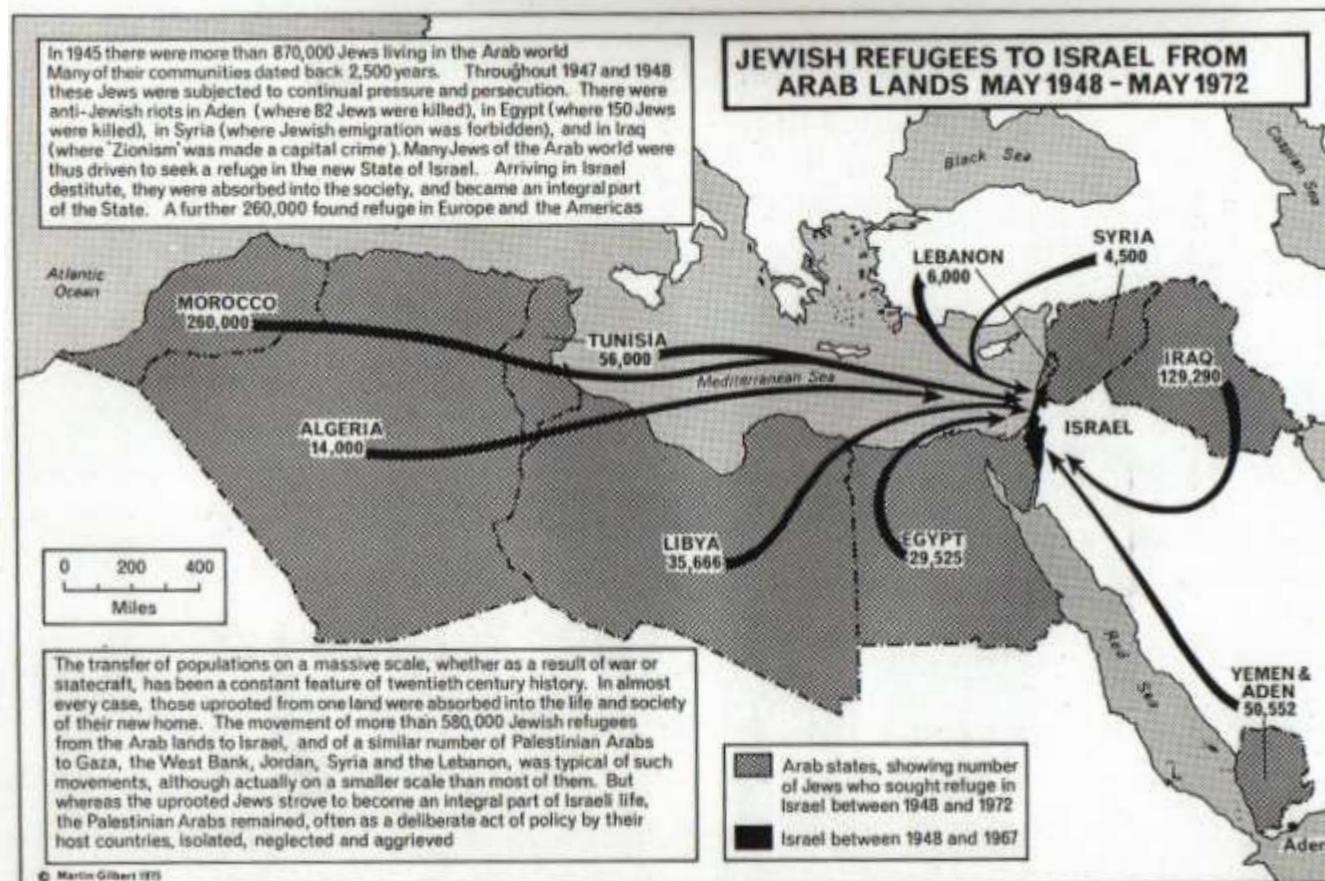 In 1945 there were more than 870,000 Jews living in the Arab world
Many of their communities dated back 2,500 years. Throughout 1947 and 1948
these Jews were subjected to continual pressure and persecution. There were
anti-Jewish riots in Aden (where 82 Jews were killed), in Egypt (where 150 Jews
were killed), in Syria (where Jewish emigration was forbidden), and in Iraq
(where 'Zionism' was made a capital crime). Many Jews of the Arab world were
thus driven to seek a refuge in the new State of Israel. Arriving in Israel
destitute, they were absorbed into the society, and became an integral part
of the State. A further 260,000 found refuge in Europe and the Americas
JEWISH REFUGEES TO ISRAEL FROM
ARAB LANDS MAY 1948 – MAY 1972
Black Sea
Caspian Sea
Atlantic
Ocean
MOROCCO
260,000
TUNISIA
56,000
LEBANON
6,000
SYRIA
4,500
IRAQ
129,290
Mediterranean Sea
ALGERIA
14,000
ISRAEL
LIBYA
35,666
EGYPT
29,525
0 200 400
Miles
Red
Sea
YEMEN &
ADEN
50,552
Aden
The transfer of populations on a massive scale, whether as a result of war or
statecraft, has been a constant feature of twentieth century history. In almost
every case, those uprooted from one land were absorbed into the life and society
of their new home. The movement of more than 580,000 Jewish refugees
from the Arab lands to Israel, and of a similar number of Palestinian Arabs
to Gaza, the West Bank, Jordan, Syria and the Lebanon, was typical of such
movements, although actually on a smaller scale than most of them. But
whereas the uprooted Jews strove to become an integral part of Israeli life,
the Palestinian Arabs remained, often as a deliberate act of policy by their
host countries, isolated, neglected and aggrieved
Arab states, showing number
of Jews who sought refuge in
Israel between 1948 and 1972
Israel between 1948 and 1967
© Martin Gilbert 1975